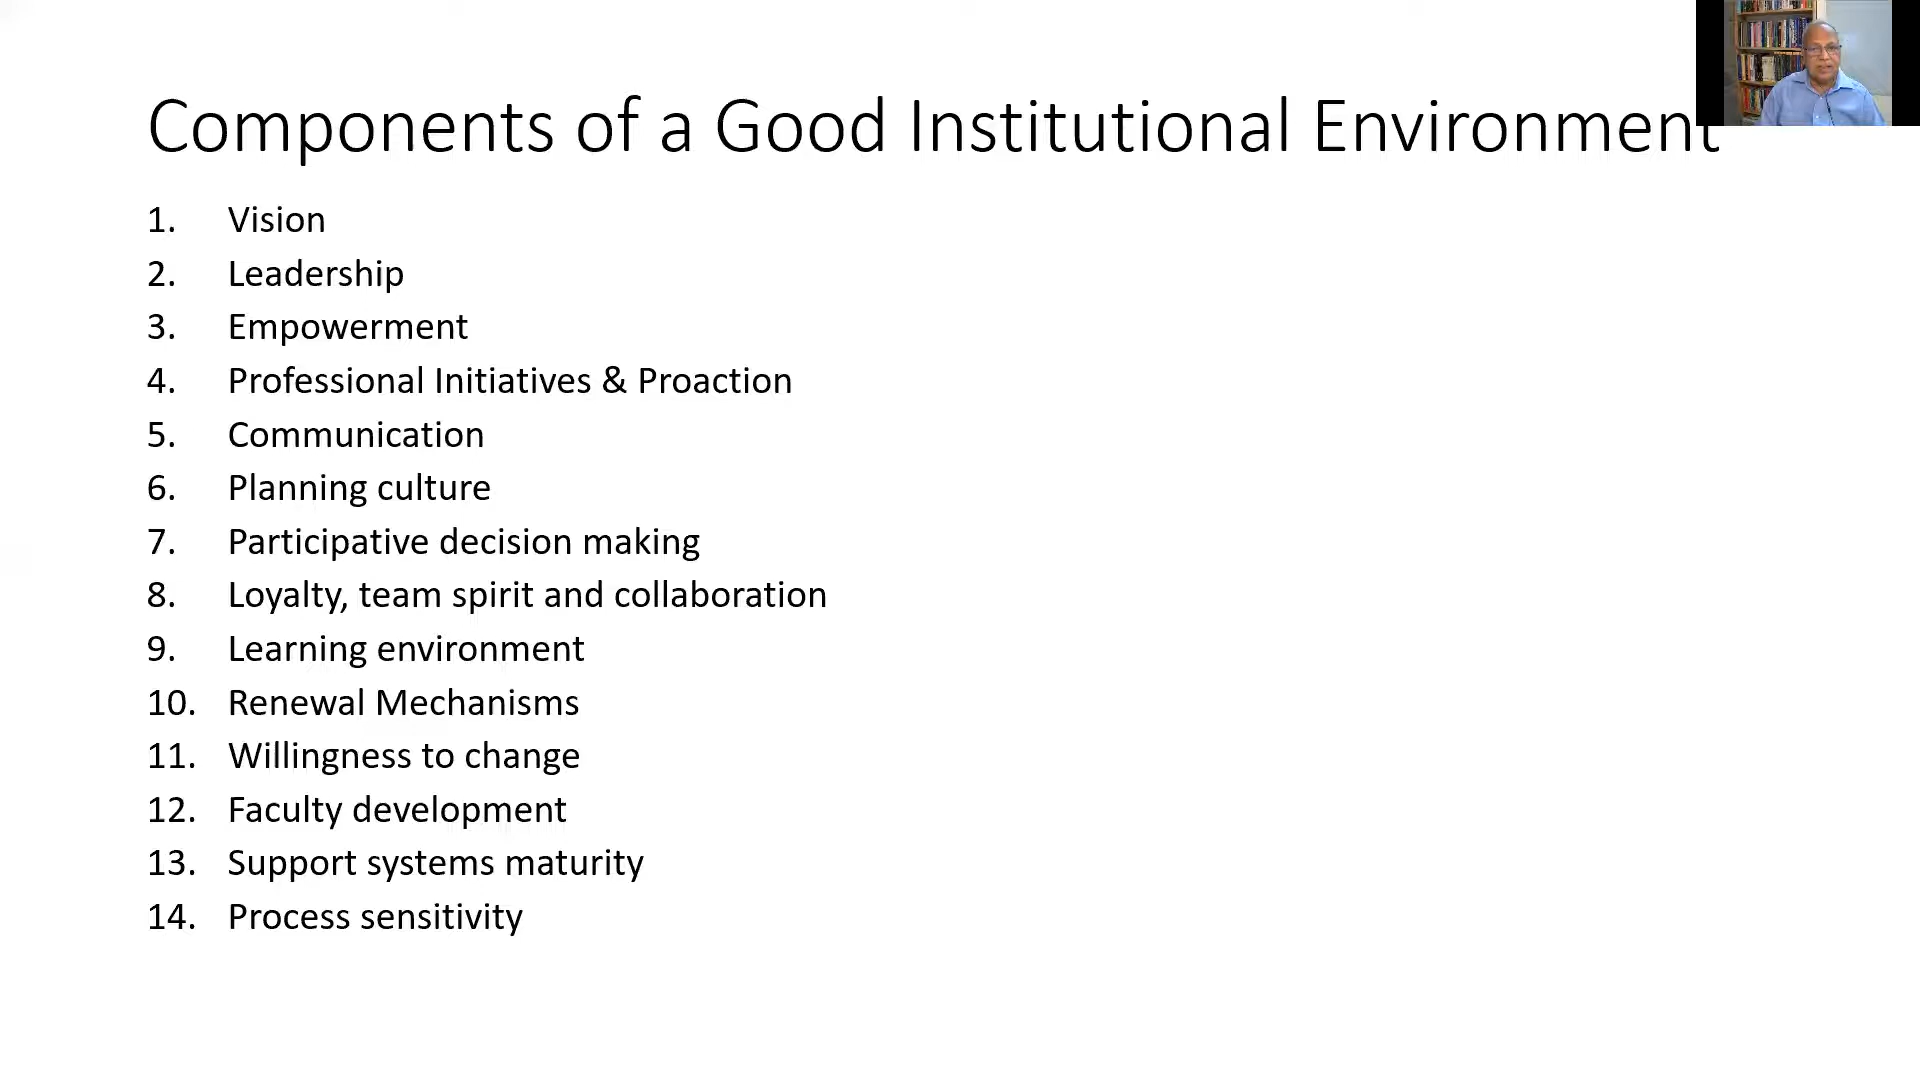 Components of a Good Institutional Environment
1. Vision
2. Leadership
3. Empowerment
4. Professional Initiatives & Proaction
5. Communication
6. Planning culture
7. Participative decision making
8. Loyalty, team spirit and collaboration
9. Learning environment
10. Renewal Mechanisms
11. Willingness to change
12. Faculty development
13. Support systems maturity
14. Process sensitivity